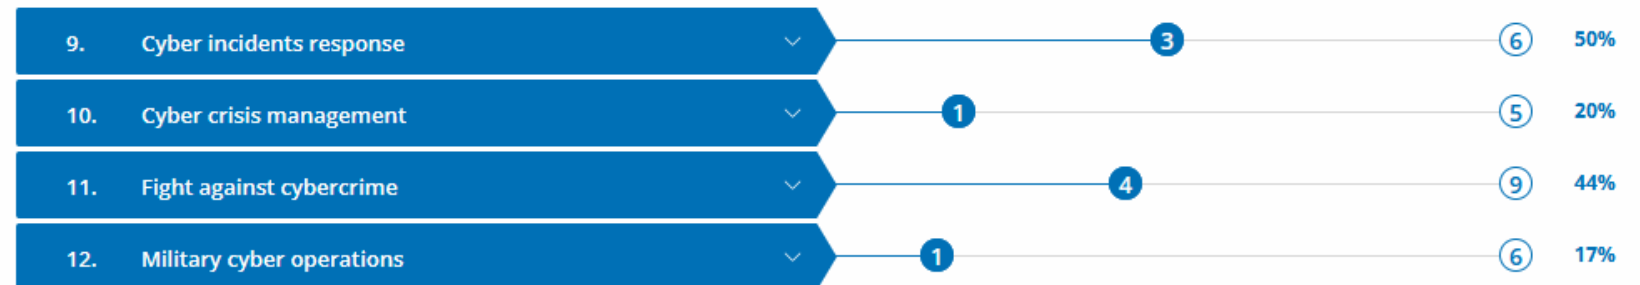 9. Cyber incidents response 3 6 50%
10. Cyber crisis management 1 5 20%
11. Fight against cybercrime 4 9 44%
12. Military cyber operations 1 6 17%